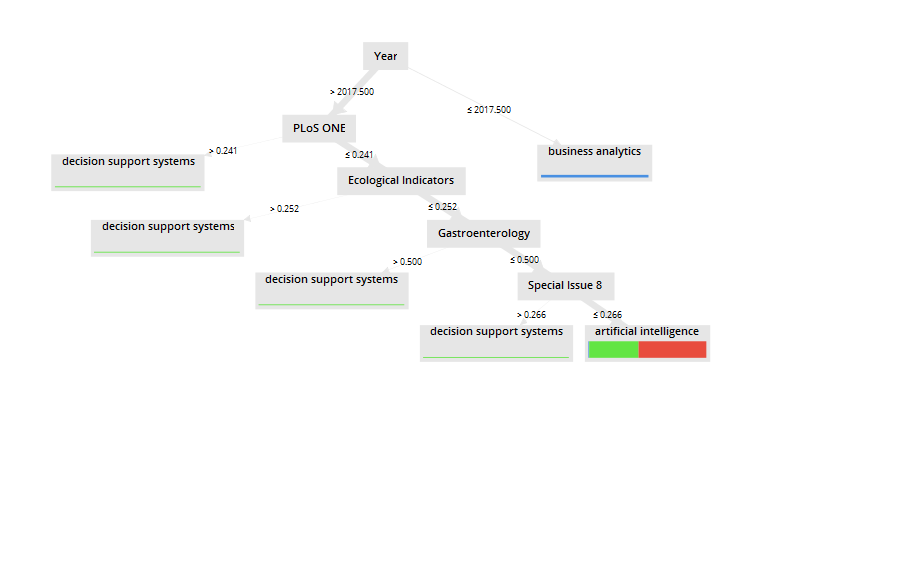 Year
> 2017.500
≤ 2017.500
PLoS ONE
business analytics
> 0.241
≤ 0.241
decision support systems
Ecological Indicators
> 0.252
≤ 0.252
decision support systems
Gastroenterology
> 0.500
≤ 0.500
decision support systems
Special Issue 8
> 0.266
≤ 0.266
decision support systems
artificial intelligence